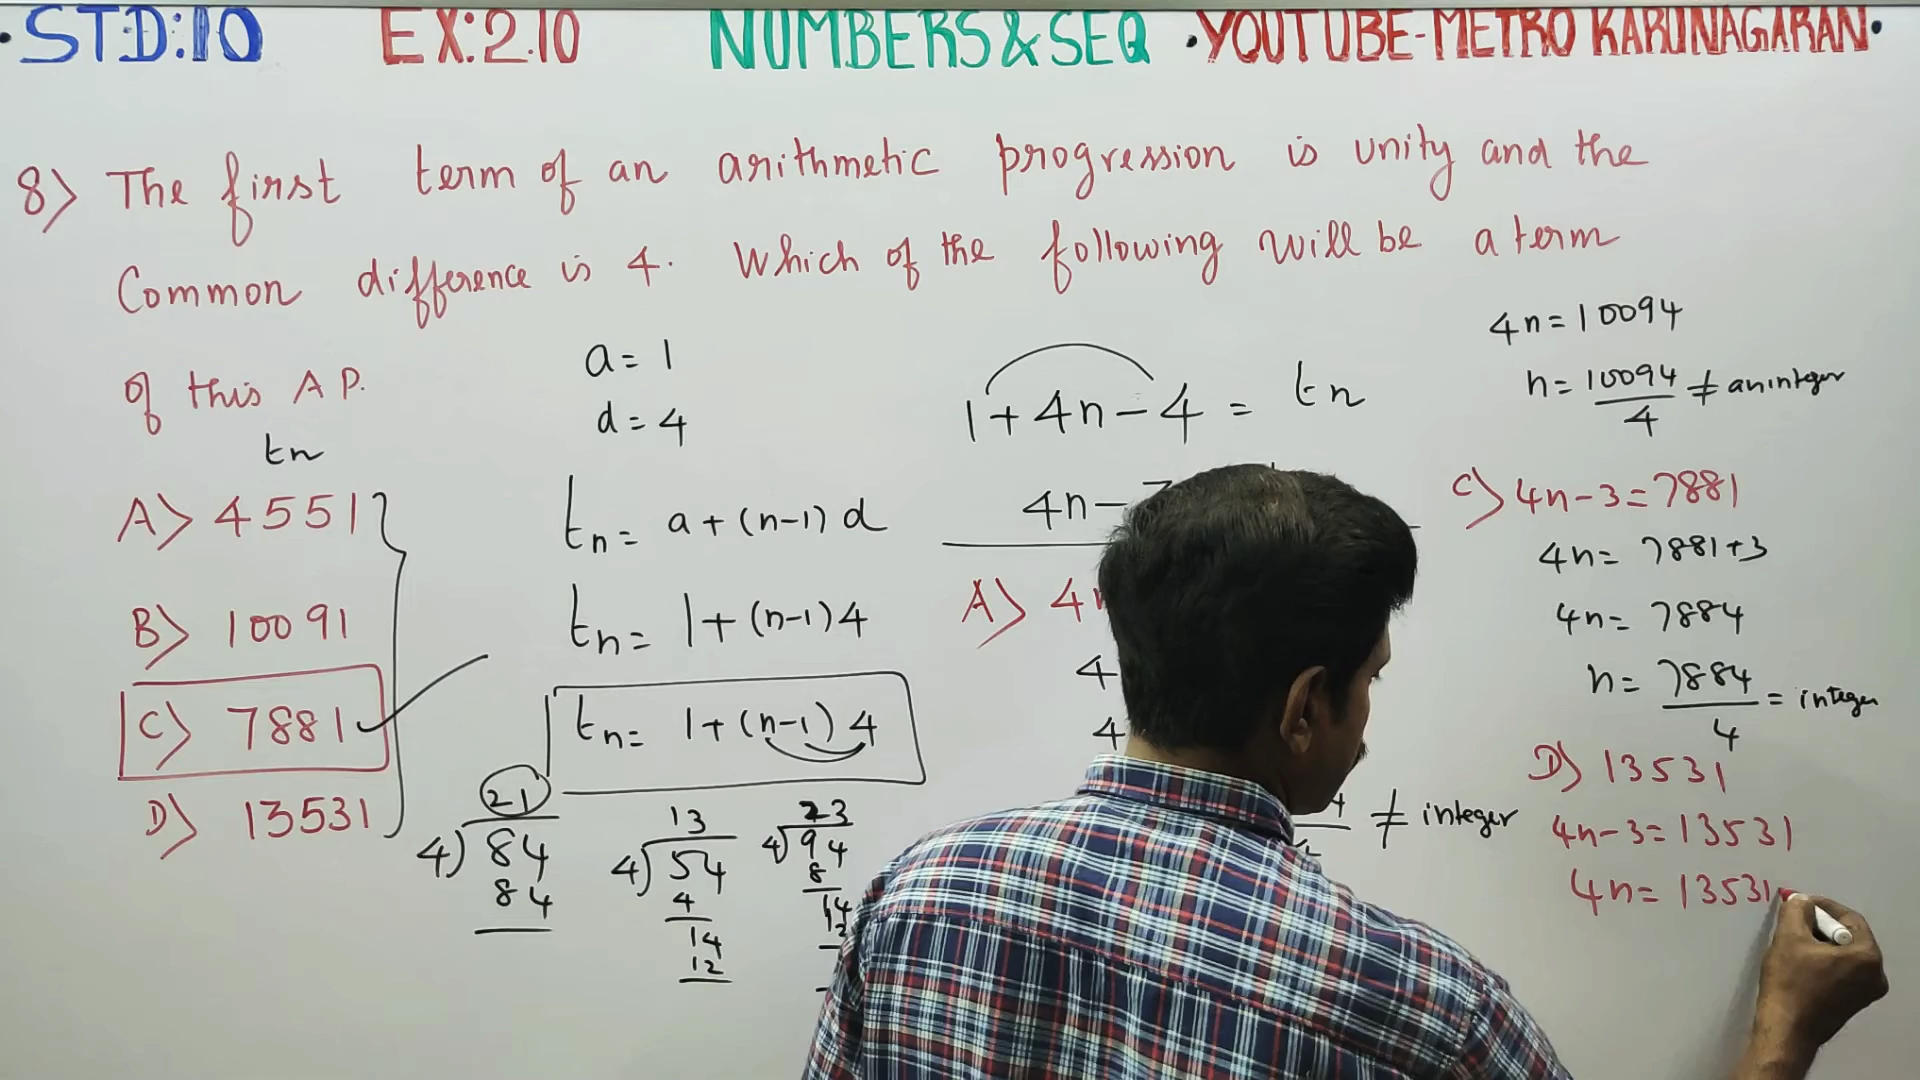 ·STD:10 EX:2.10 NUMBERS & SEQ ·YOUTUBE-METRO KARUNAGARAN·
8) The first term of an arithmetic progression is unity and the
Common difference is 4. Which of the following will be a term
of this A P.
tn
A) 4551
B) 10091
C) 7881
D) 13531
a = 1
d = 4
tn = a + (n-1) d
tn = 1 + (n-1) 4
tn = 1 + (n-1) 4
21
4) 84
84
13
4) 54
4
14
12
23
4) 94
8
14
12
1 + 4n - 4 = tn
4n -
A) 4
4
4
≠ integer
4n = 10094
n = 10094 ≠ an integer
4
C) 4n - 3 = 7881
4n = 7881 + 3
4n = 7884
n = 7884 = integer
4
D) 13531
4n - 3 = 13531
4n = 13531